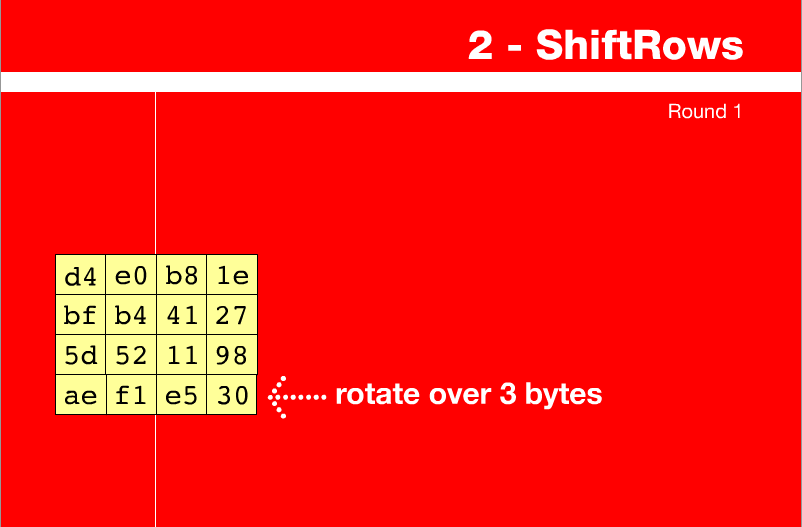 2 - ShiftRows
Round 1
d4 e0 b8 1e
bf b4 41 27
5d 52 11 98
ae f1 e5 30
rotate over 3 bytes